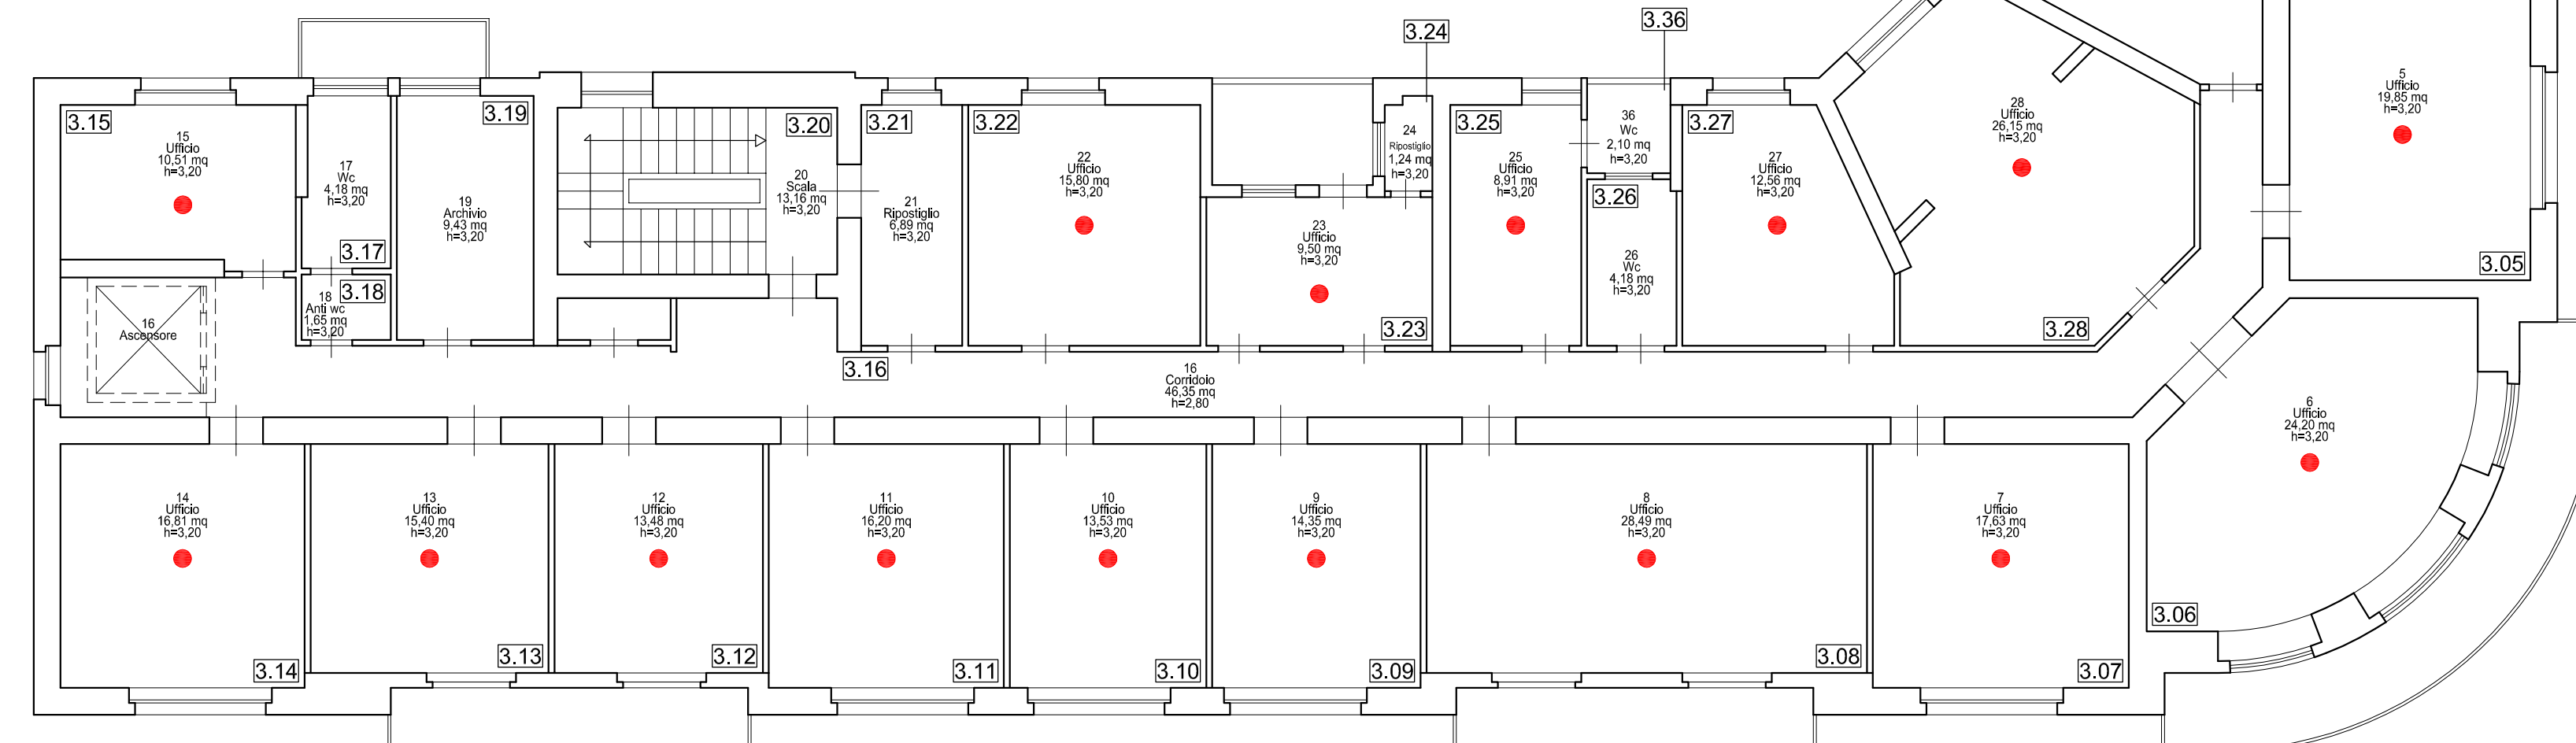 3.24
3.36
3.15
15
Ufficio
10,51 mq
h=3,20
17
Wc
4,18 mq
h=3,20
3.17
18
Anti wc
1,65 mq
h=3,20
3.18
3.19
19
Archivio
9,43 mq
h=3,20
3.20
20
Scala
13,16 mq
h=3,20
3.21
21
Ripostiglio
6,89 mq
h=3,20
3.22
22
Ufficio
15,80 mq
h=3,20
23
Ufficio
9,50 mq
h=3,20
3.23
24
Ripostiglio
1,24 mq
h=3,20
3.25
25
Ufficio
8,91 mq
h=3,20
36
Wc
2,10 mq
h=3,20
3.26
26
Wc
4,18 mq
h=3,20
3.27
27
Ufficio
12,56 mq
h=3,20
28
Ufficio
26,15 mq
h=3,20
3.28
5
Ufficio
19,85 mq
h=3,20
3.05
16
Ascensore
3.16
16
Corridoio
46,35 mq
h=2,80
6
Ufficio
24,20 mq
h=3,20
3.06
14
Ufficio
16,81 mq
h=3,20
3.14
13
Ufficio
15,40 mq
h=3,20
3.13
12
Ufficio
13,48 mq
h=3,20
3.12
11
Ufficio
16,20 mq
h=3,20
3.11
10
Ufficio
13,53 mq
h=3,20
3.10
9
Ufficio
14,35 mq
h=3,20
3.09
8
Ufficio
28,49 mq
h=3,20
3.08
7
Ufficio
17,63 mq
h=3,20
3.07